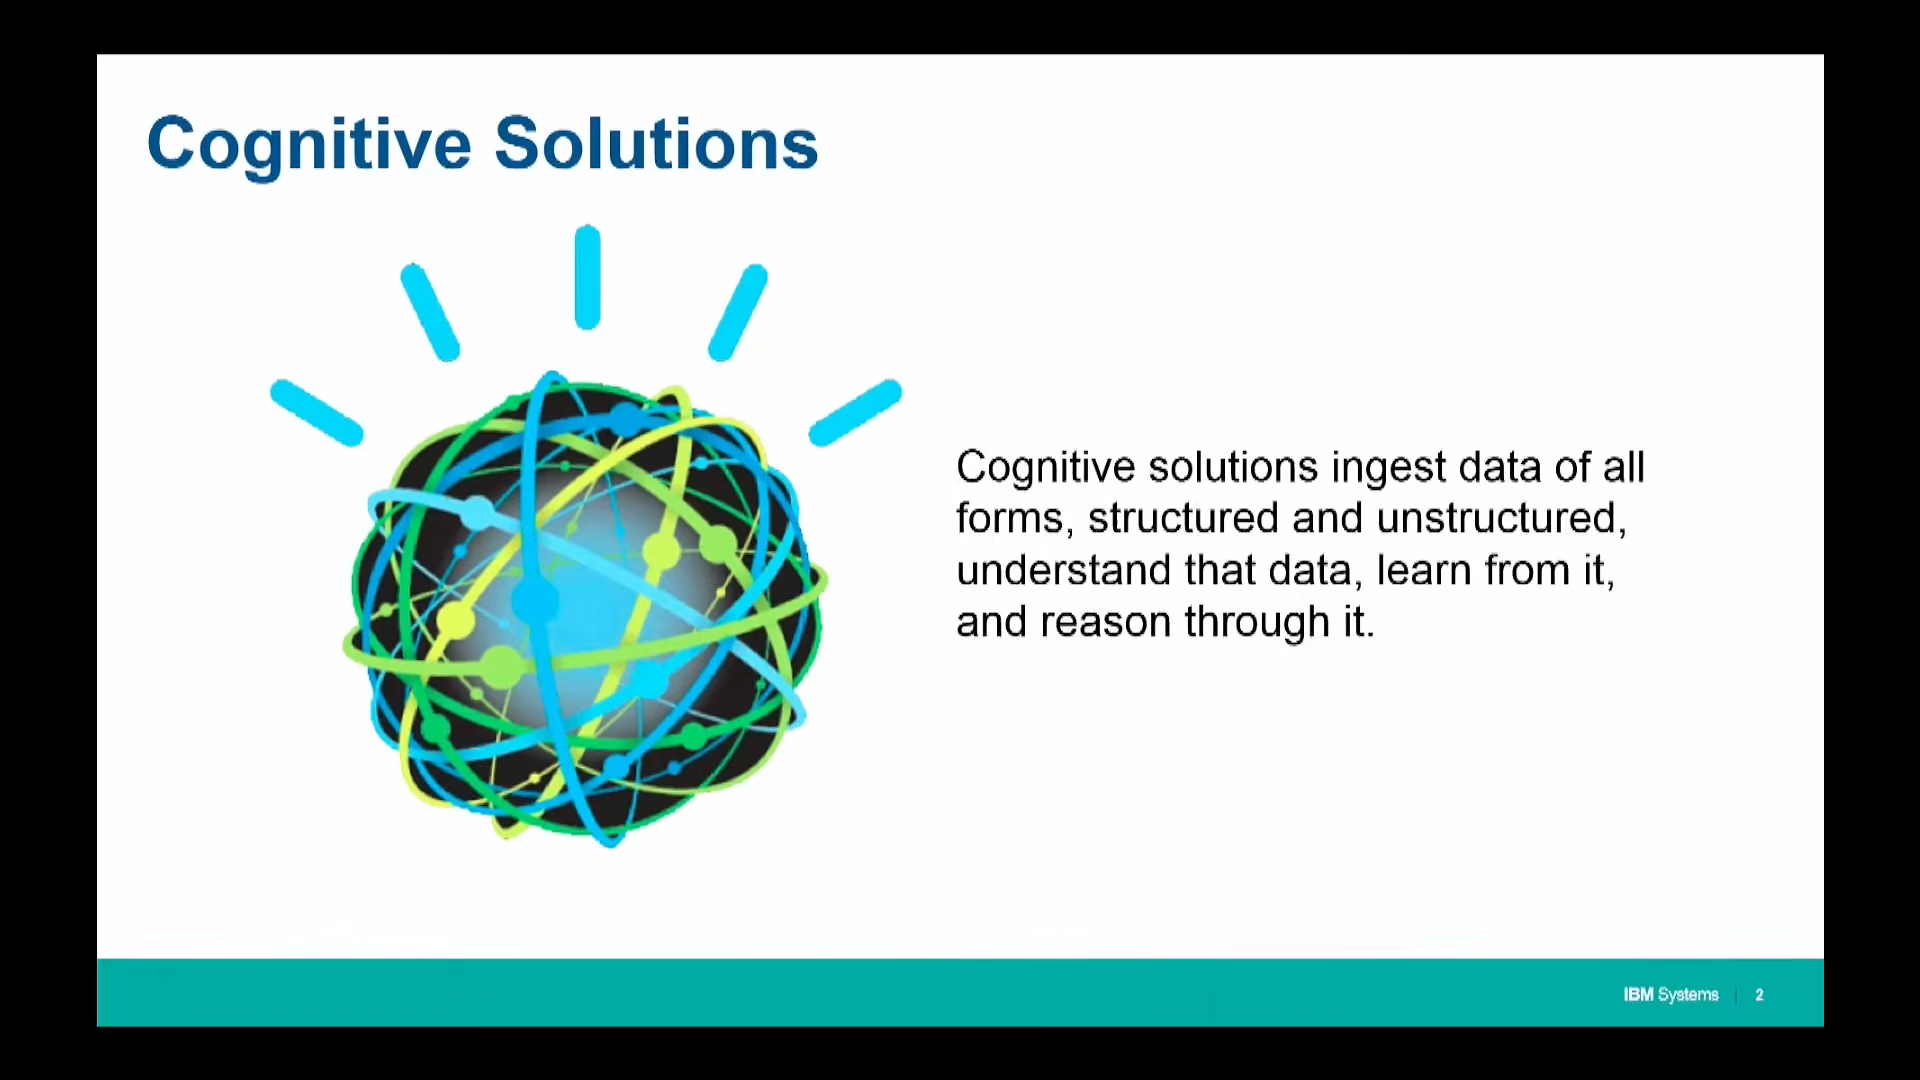 Cognitive Solutions
Cognitive solutions ingest data of all
forms, structured and unstructured,
understand that data, learn from it,
and reason through it.
IBM Systems | 2